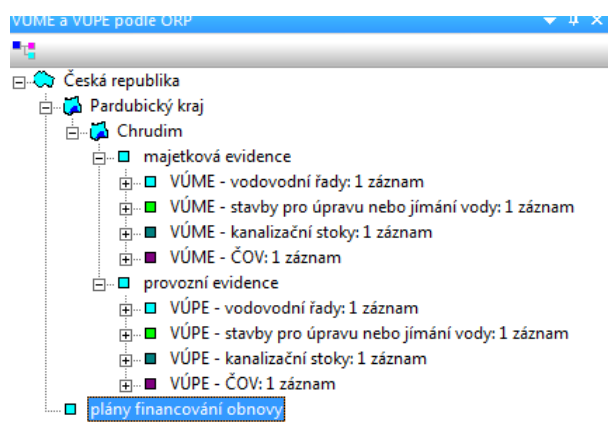 VÚME a VÚPE podle ORP
Česká republika
Pardubický kraj
Chrudim
majetková evidence
VÚME - vodovodní řady: 1 záznam
VÚME - stavby pro úpravu nebo jímání vody: 1 záznam
VÚME - kanalizační stoky: 1 záznam
VÚME - ČOV: 1 záznam
provozní evidence
VÚPE - vodovodní řady: 1 záznam
VÚPE - stavby pro úpravu nebo jímání vody: 1 záznam
VÚPE - kanalizační stoky: 1 záznam
VÚPE - ČOV: 1 záznam
plány financování obnovy